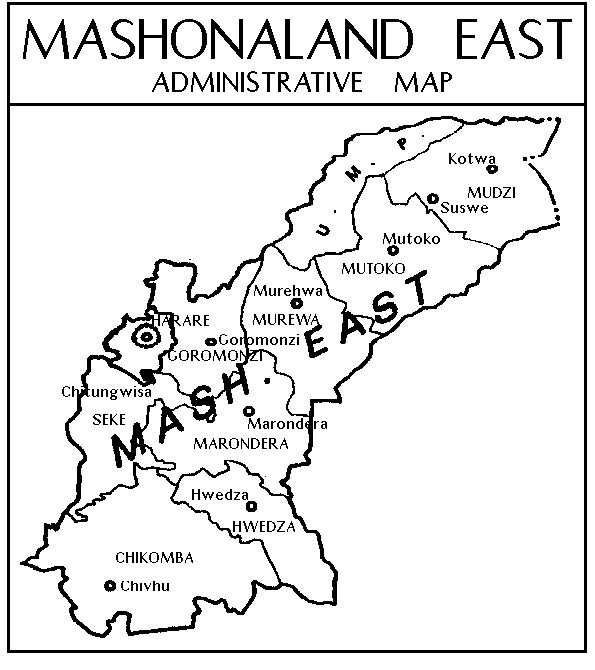 MASHONALAND EAST
ADMINISTRATIVE MAP
U. M. P.
Kotwa
MUDZI
Suswe
Mutoko
MUTOKO
Murehwa
MUREWA
HARARE
Goromonzi
GOROMONZI
MASH. EAST
Chitungwisa
SEKE
Marondera
MARONDERA
Hwedza
HWEDZA
CHIKOMBA
Chivhu